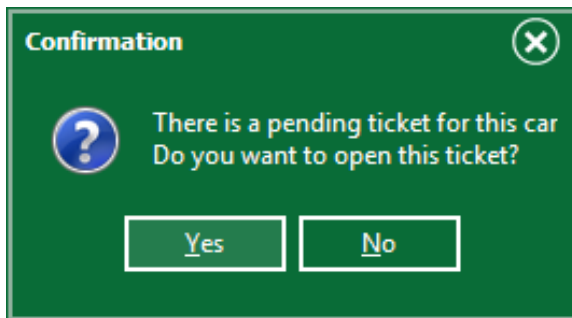 Confirmation
There is a pending ticket for this car
Do you want to open this ticket?
Yes
No